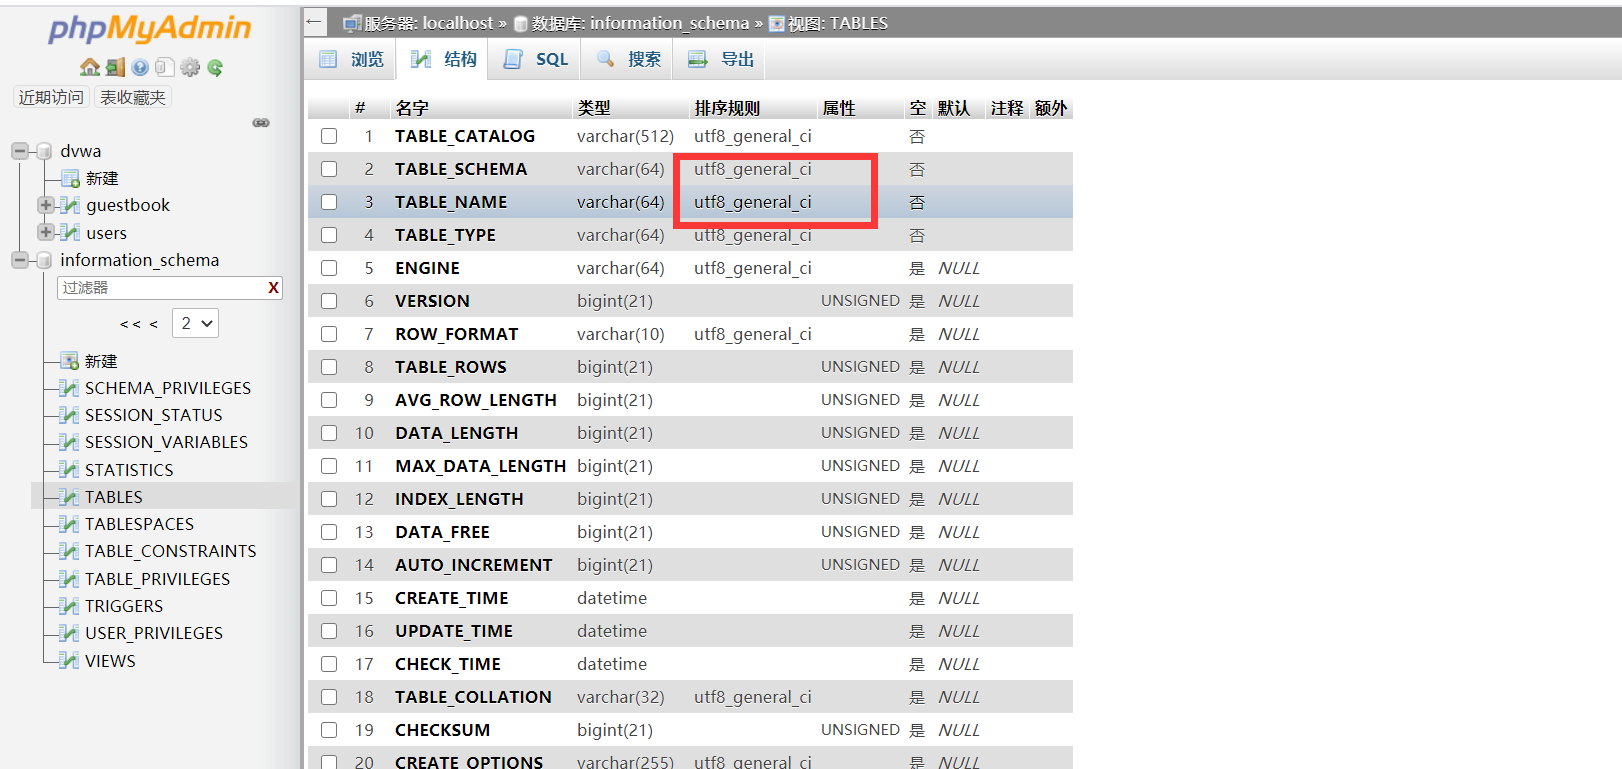 phpMyAdmin
近期访问 表收藏夹
dvwa
新建
guestbook
users
information_schema
过滤器 X
<< < 2
新建
SCHEMA_PRIVILEGES
SESSION_STATUS
SESSION_VARIABLES
STATISTICS
TABLES
TABLESPACES
TABLE_CONSTRAINTS
TABLE_PRIVILEGES
TRIGGERS
USER_PRIVILEGES
VIEWS
← 服务器: localhost » 数据库: information_schema » 视图: TABLES
浏览 结构 SQL 搜索 导出
# 名字 类型 排序规则 属性 空 默认 注释 额外
1 TABLE_CATALOG varchar(512) utf8_general_ci 否
2 TABLE_SCHEMA varchar(64) utf8_general_ci 否
3 TABLE_NAME varchar(64) utf8_general_ci 否
4 TABLE_TYPE varchar(64) utf8_general_ci 否
5 ENGINE varchar(64) utf8_general_ci 是 NULL
6 VERSION bigint(21) UNSIGNED 是 NULL
7 ROW_FORMAT varchar(10) utf8_general_ci 是 NULL
8 TABLE_ROWS bigint(21) UNSIGNED 是 NULL
9 AVG_ROW_LENGTH bigint(21) UNSIGNED 是 NULL
10 DATA_LENGTH bigint(21) UNSIGNED 是 NULL
11 MAX_DATA_LENGTH bigint(21) UNSIGNED 是 NULL
12 INDEX_LENGTH bigint(21) UNSIGNED 是 NULL
13 DATA_FREE bigint(21) UNSIGNED 是 NULL
14 AUTO_INCREMENT bigint(21) UNSIGNED 是 NULL
15 CREATE_TIME datetime 是 NULL
16 UPDATE_TIME datetime 是 NULL
17 CHECK_TIME datetime 是 NULL
18 TABLE_COLLATION varchar(32) utf8_general_ci 是 NULL
19 CHECKSUM bigint(21) UNSIGNED 是 NULL
20 CREATE_OPTIONS varchar(255) utf8_general_ci 是 NULL